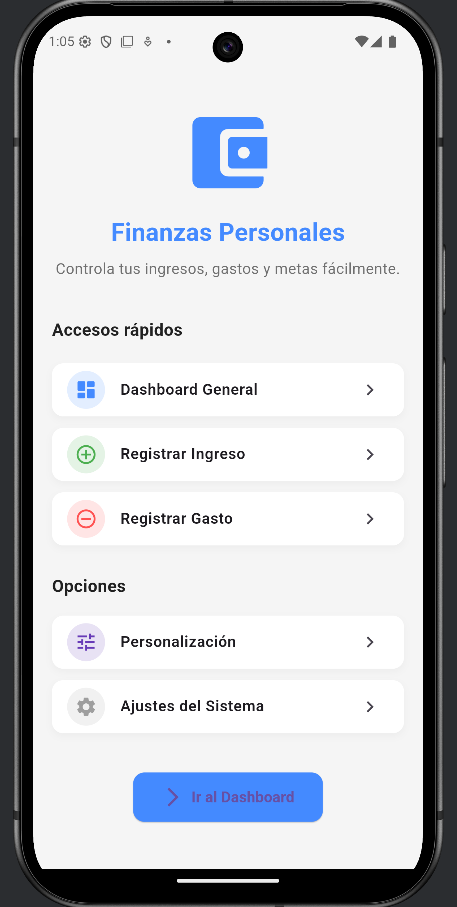 1:05
Finanzas Personales
Controla tus ingresos, gastos y metas fácilmente.
Accesos rápidos
Dashboard General
Registrar Ingreso
Registrar Gasto
Opciones
Personalización
Ajustes del Sistema
Ir al Dashboard